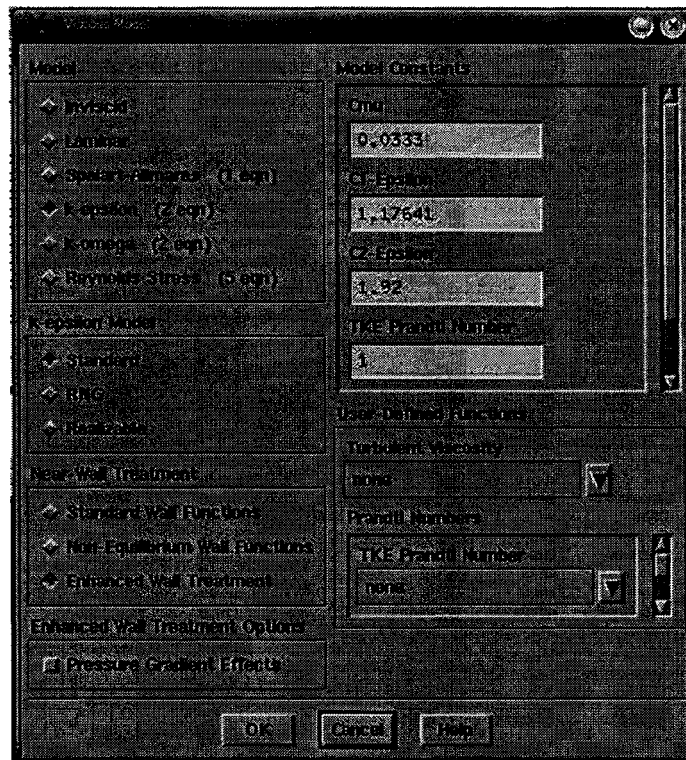 Viscous Model
Model
Inviscid
Laminar
Spalart-Allmaras (1 eqn)
k-epsilon (2 eqn)
k-omega (2 eqn)
Reynolds Stress (5 eqn)
k-epsilon Model
Standard
RNG
Realizable
Near-Wall Treatment
Standard Wall Functions
Non-Equilibrium Wall Functions
Enhanced Wall Treatment
Enhanced Wall Treatment Options
Pressure Gradient Effects
Model Constants
Cmu
0.0333
C1-Epsilon
1.17641
C2-Epsilon
1.92
TKE Prandtl Number
1
User-Defined Functions
Turbulent Viscosity
none
Prandtl Numbers
TKE Prandtl Number
none
OK
Cancel
Help